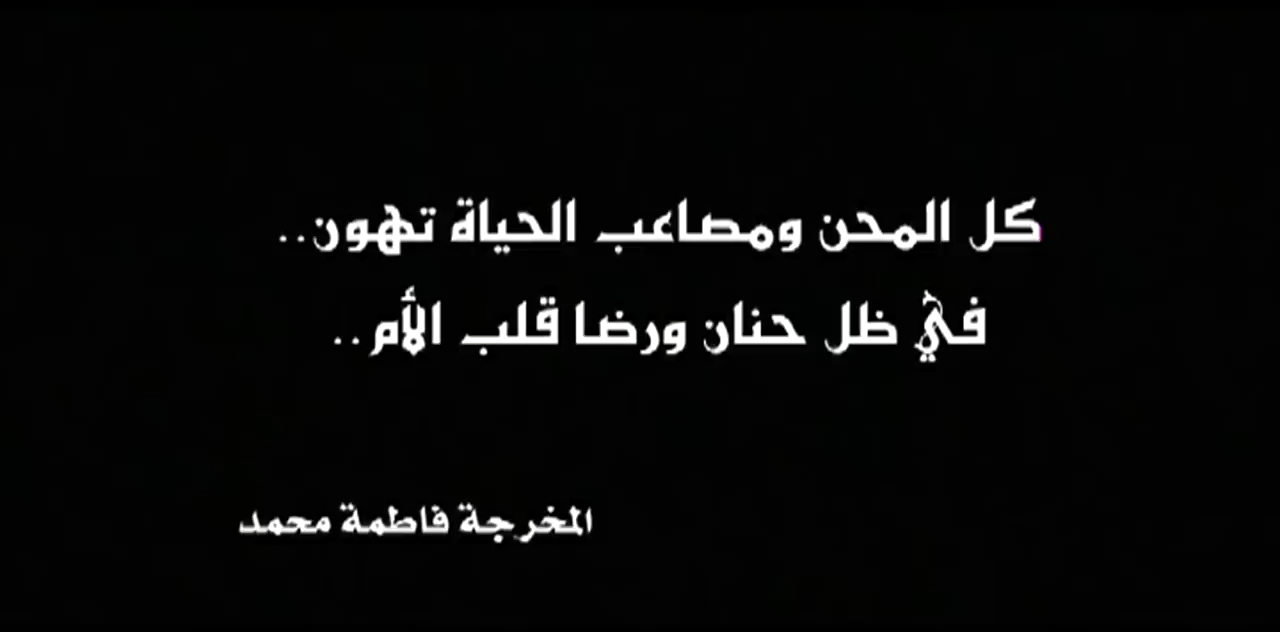 كل المحن ومصاعب الحياة تهون..
في ظل حنان ورضا قلب الأم..
المخرجة فاطمة محمد